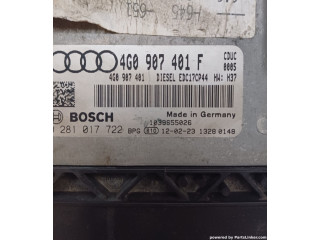 4G0 907 401 F
CDUC
0005
4G0 907 401 DIESEL EDC17CP44 HW: H37
Made in Germany
BOSCH
1039S55026
281 017 722 BPG 12-02-23 1328 0148
powered by PartsLinker.com